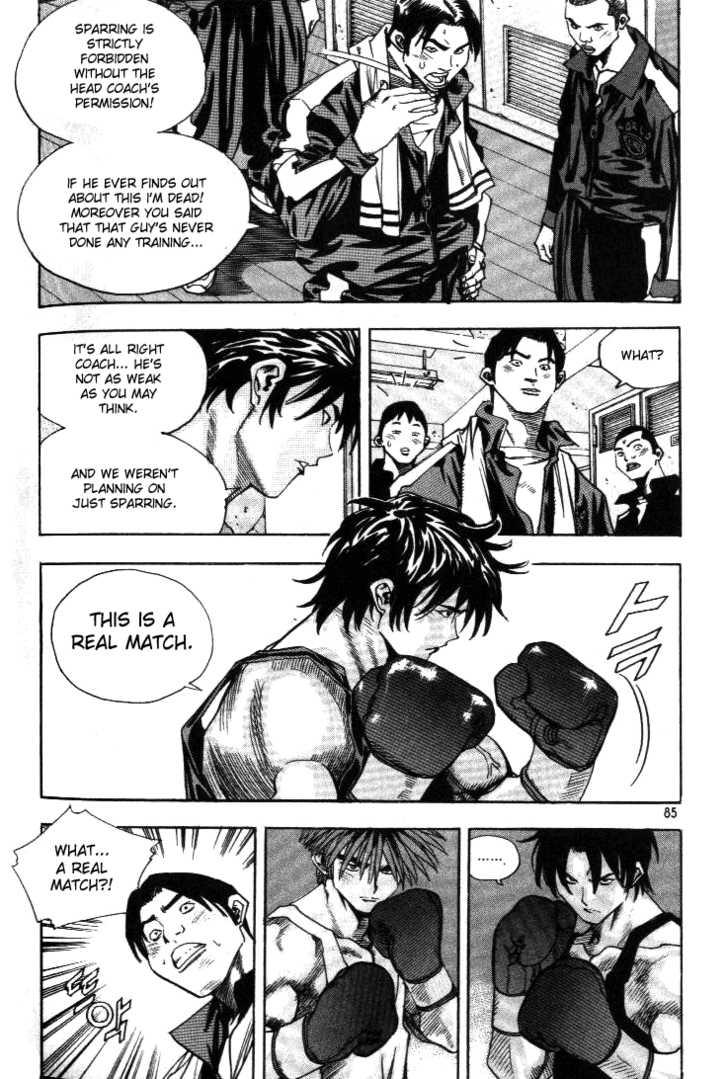 SPARRING IS
STRICTLY
FORBIDDEN
WITHOUT THE
HEAD COACH'S
PERMISSION!
IF HE EVER FINDS OUT
ABOUT THIS I'M DEAD!
MOREOVER YOU SAID
THAT THAT GUY'S NEVER
DONE ANY TRAINING...
IT'S ALL RIGHT
COACH... HE'S
NOT AS WEAK
AS YOU MAY
THINK.
AND WE WEREN'T
PLANNING ON
JUST SPARRING.
WHAT?
THIS IS A
REAL MATCH.
85
WHAT...
A REAL
MATCH?!
.......